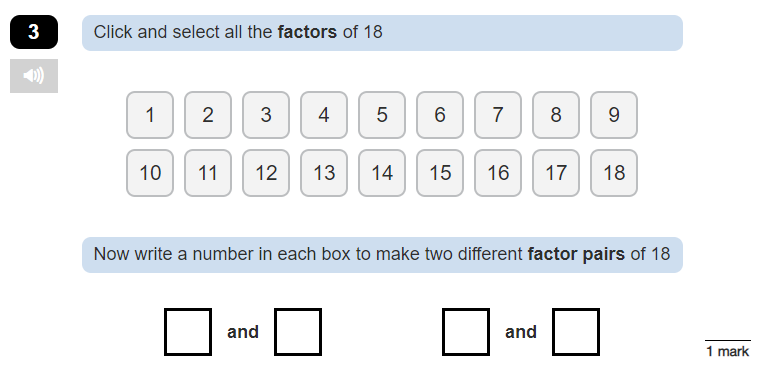 3
Click and select all the factors of 18
1 2 3 4 5 6 7 8 9
10 11 12 13 14 15 16 17 18
Now write a number in each box to make two different factor pairs of 18
and and
1 mark